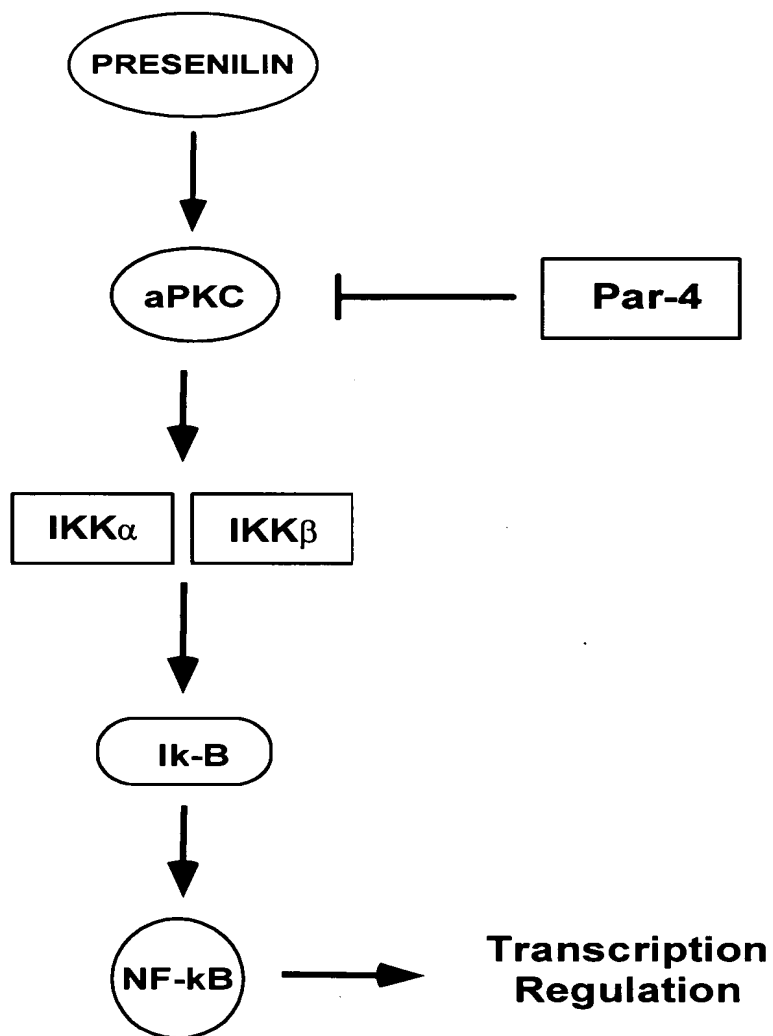 PRESENILIN
aPKC
Par-4
IKKα
IKKβ
Ik-B
NF-kB
Transcription
Regulation